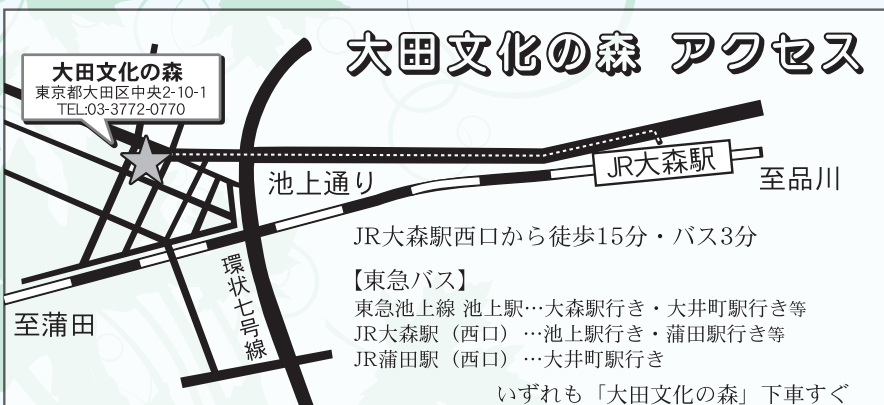 大田文化の森 アクセス
大田文化の森
東京都大田区中央2-10-1
TEL:03-3772-0770
池上通り
JR大森駅
至品川
至蒲田
環状七号線
JR大森駅西口から徒歩15分・バス3分
【東急バス】
東急池上線 池上駅…大森駅行き・大井町駅行き等
JR大森駅（西口）…池上駅行き・蒲田駅行き等
JR蒲田駅（西口）…大井町駅行き
いずれも「大田文化の森」下車すぐ